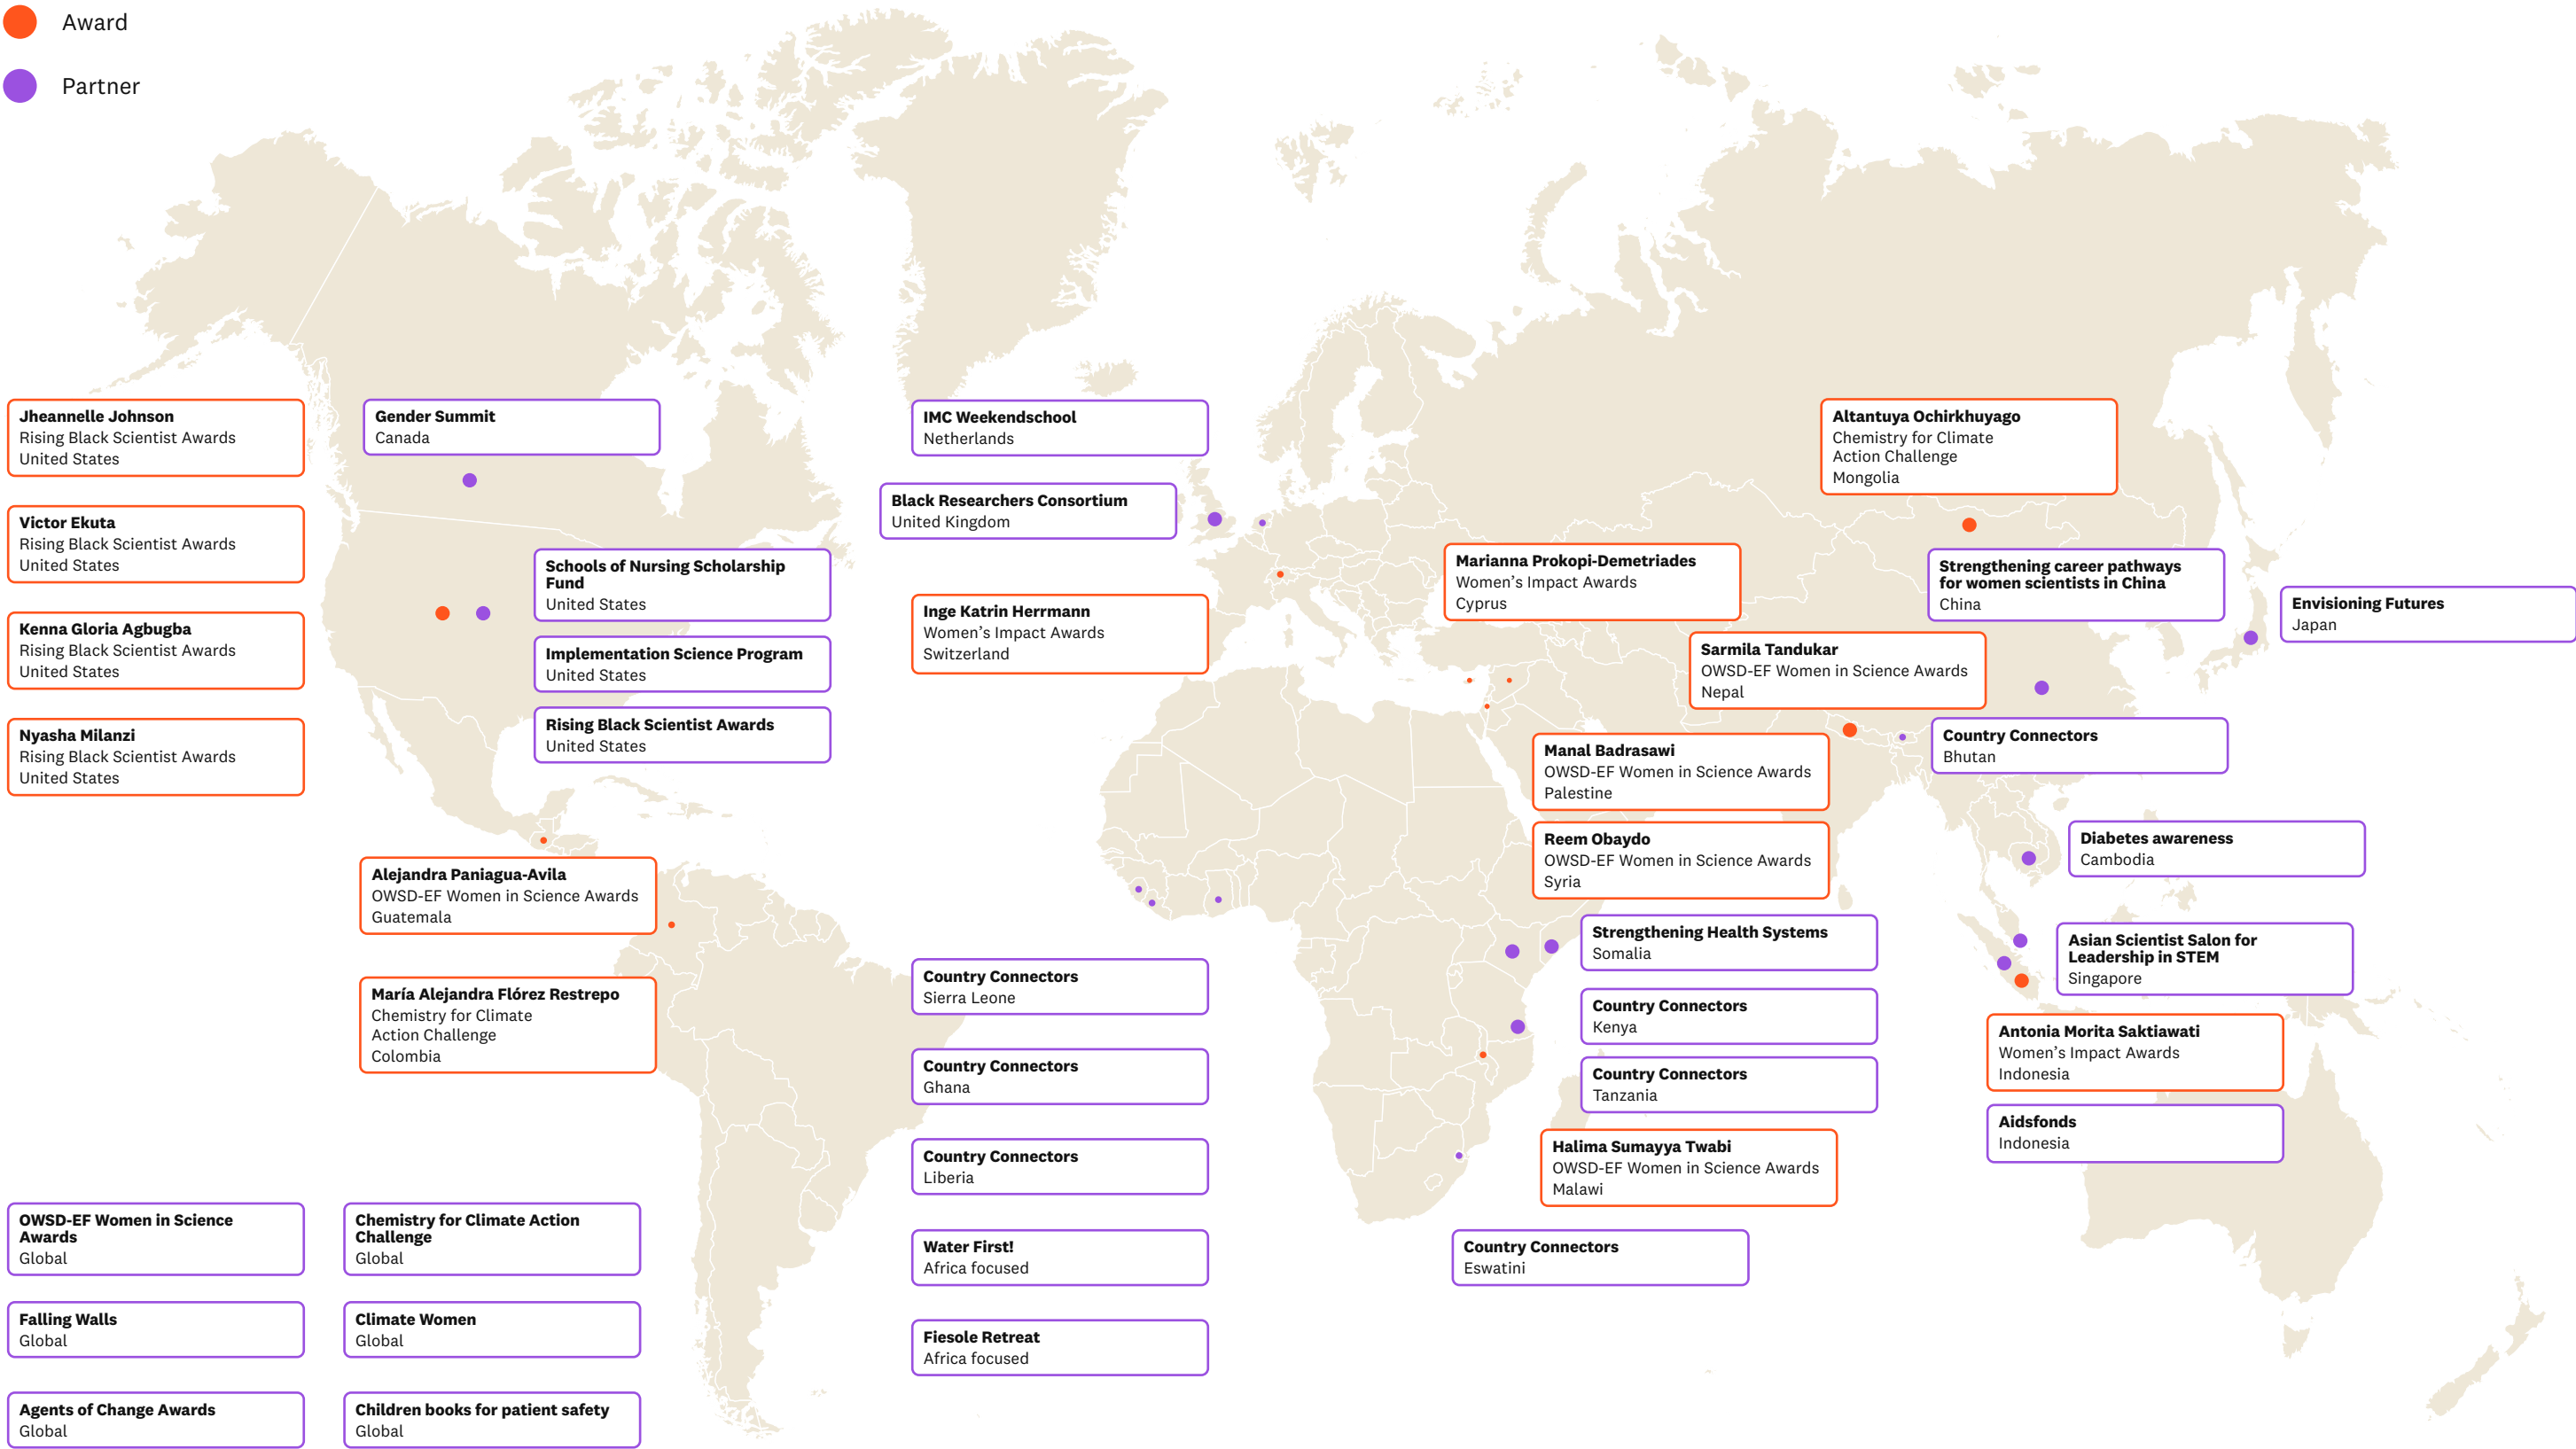 Award
Partner
Jheannelle Johnson
Rising Black Scientist Awards
United States
Victor Ekuta
Rising Black Scientist Awards
United States
Kenna Gloria Agbugba
Rising Black Scientist Awards
United States
Nyasha Milanzi
Rising Black Scientist Awards
United States
Gender Summit
Canada
Schools of Nursing Scholarship
Fund
United States
Implementation Science Program
United States
Rising Black Scientist Awards
United States
Alejandra Paniagua-Avila
OWSD-EF Women in Science Awards
Guatemala
María Alejandra Flórez Restrepo
Chemistry for Climate
Action Challenge
Colombia
OWSD-EF Women in Science
Awards
Global
Falling Walls
Global
Agents of Change Awards
Global
Chemistry for Climate Action
Challenge
Global
Climate Women
Global
Children books for patient safety
Global
IMC Weekendschool
Netherlands
Black Researchers Consortium
United Kingdom
Inge Katrin Herrmann
Women’s Impact Awards
Switzerland
Country Connectors
Sierra Leone
Country Connectors
Ghana
Country Connectors
Liberia
Water First!
Africa focused
Fiesole Retreat
Africa focused
Marianna Prokopi-Demetriades
Women’s Impact Awards
Cyprus
Sarmila Tandukar
OWSD-EF Women in Science Awards
Nepal
Manal Badrasawi
OWSD-EF Women in Science Awards
Palestine
Reem Obaydo
OWSD-EF Women in Science Awards
Syria
Strengthening Health Systems
Somalia
Country Connectors
Kenya
Country Connectors
Tanzania
Halima Sumayya Twabi
OWSD-EF Women in Science Awards
Malawi
Country Connectors
Eswatini
Altantuya Ochirkhuyago
Chemistry for Climate
Action Challenge
Mongolia
Strengthening career pathways
for women scientists in China
China
Envisioning Futures
Japan
Country Connectors
Bhutan
Diabetes awareness
Cambodia
Asian Scientist Salon for
Leadership in STEM
Singapore
Antonia Morita Saktiawati
Women’s Impact Awards
Indonesia
Aidsfonds
Indonesia